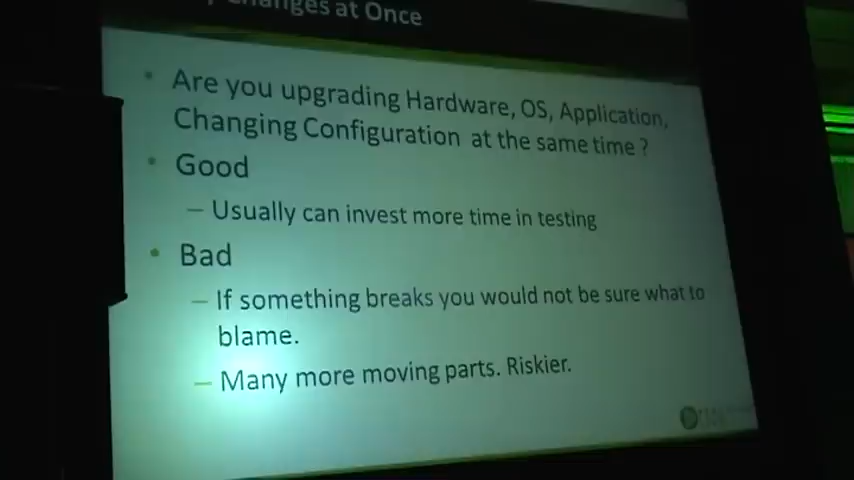 Changes at Once
• Are you upgrading Hardware, OS, Application,
Changing Configuration at the same time ?
• Good
– Usually can invest more time in testing
• Bad
– If something breaks you would not be sure what to
blame.
– Many more moving parts. Riskier.